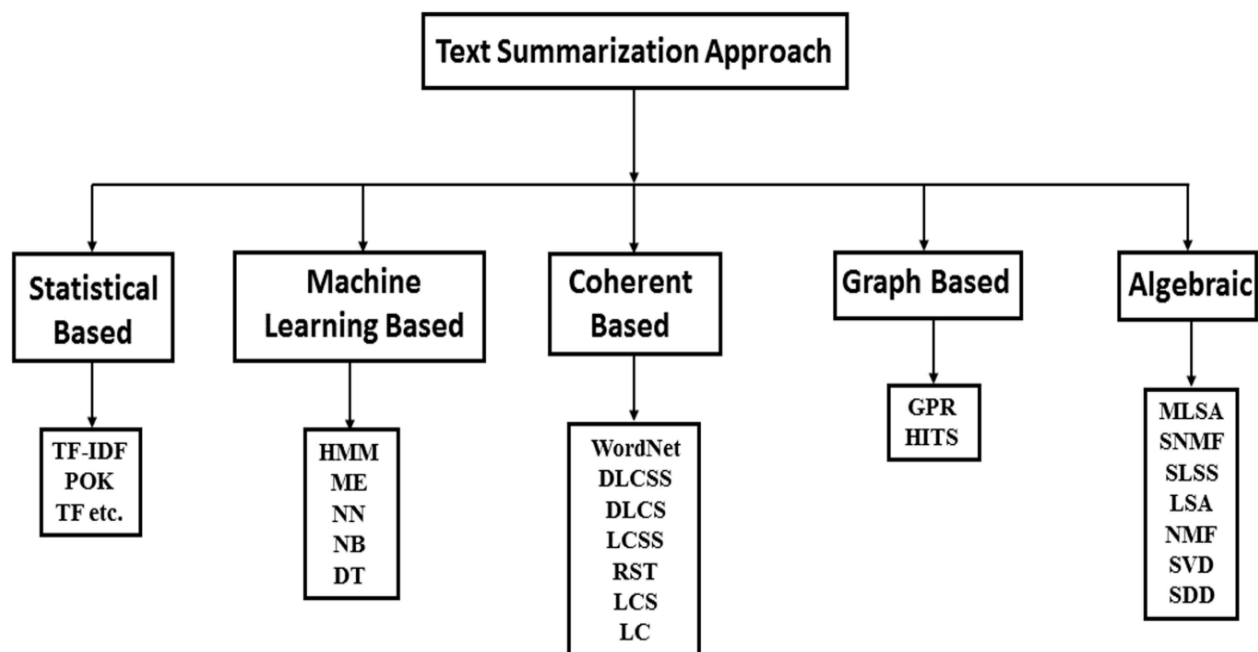 Text Summarization Approach
Statistical
Based
Machine
Learning Based
Coherent
Based
Graph Based
Algebraic
TF-IDF
POK
TF etc.
HMM
ME
NN
NB
DT
WordNet
DLCSS
DLCS
LCSS
RST
LCS
LC
GPR
HITS
MLSA
SNMF
SLSS
LSA
NMF
SVD
SDD